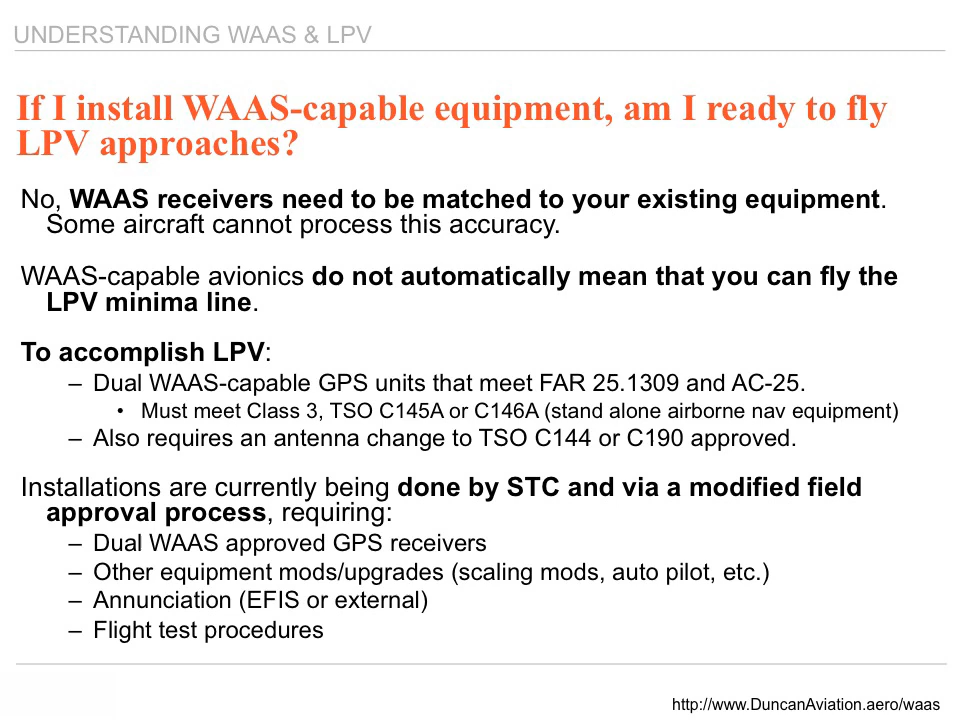 UNDERSTANDING WAAS & LPV
If I install WAAS-capable equipment, am I ready to fly
LPV approaches?
No, WAAS receivers need to be matched to your existing equipment.
Some aircraft cannot process this accuracy.
WAAS-capable avionics do not automatically mean that you can fly the
LPV minima line.
To accomplish LPV:
– Dual WAAS-capable GPS units that meet FAR 25.1309 and AC-25.
• Must meet Class 3, TSO C145A or C146A (stand alone airborne nav equipment)
– Also requires an antenna change to TSO C144 or C190 approved.
Installations are currently being done by STC and via a modified field
approval process, requiring:
– Dual WAAS approved GPS receivers
– Other equipment mods/upgrades (scaling mods, auto pilot, etc.)
– Annunciation (EFIS or external)
– Flight test procedures
http://www.DuncanAviation.aero/waas